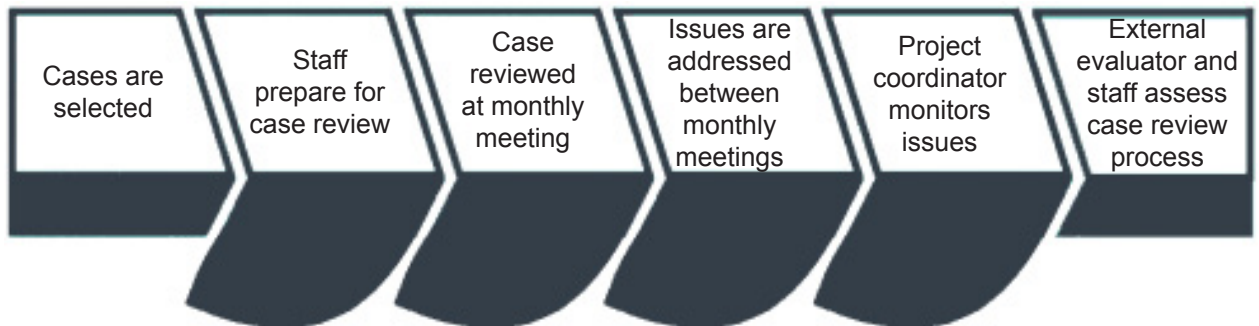 Cases are
selected
Staff
prepare for
case review
Case
reviewed
at monthly
meeting
Issues are
addressed
between
monthly
meetings
Project
coordinator
monitors
issues
External
evaluator and
staff assess
case review
process